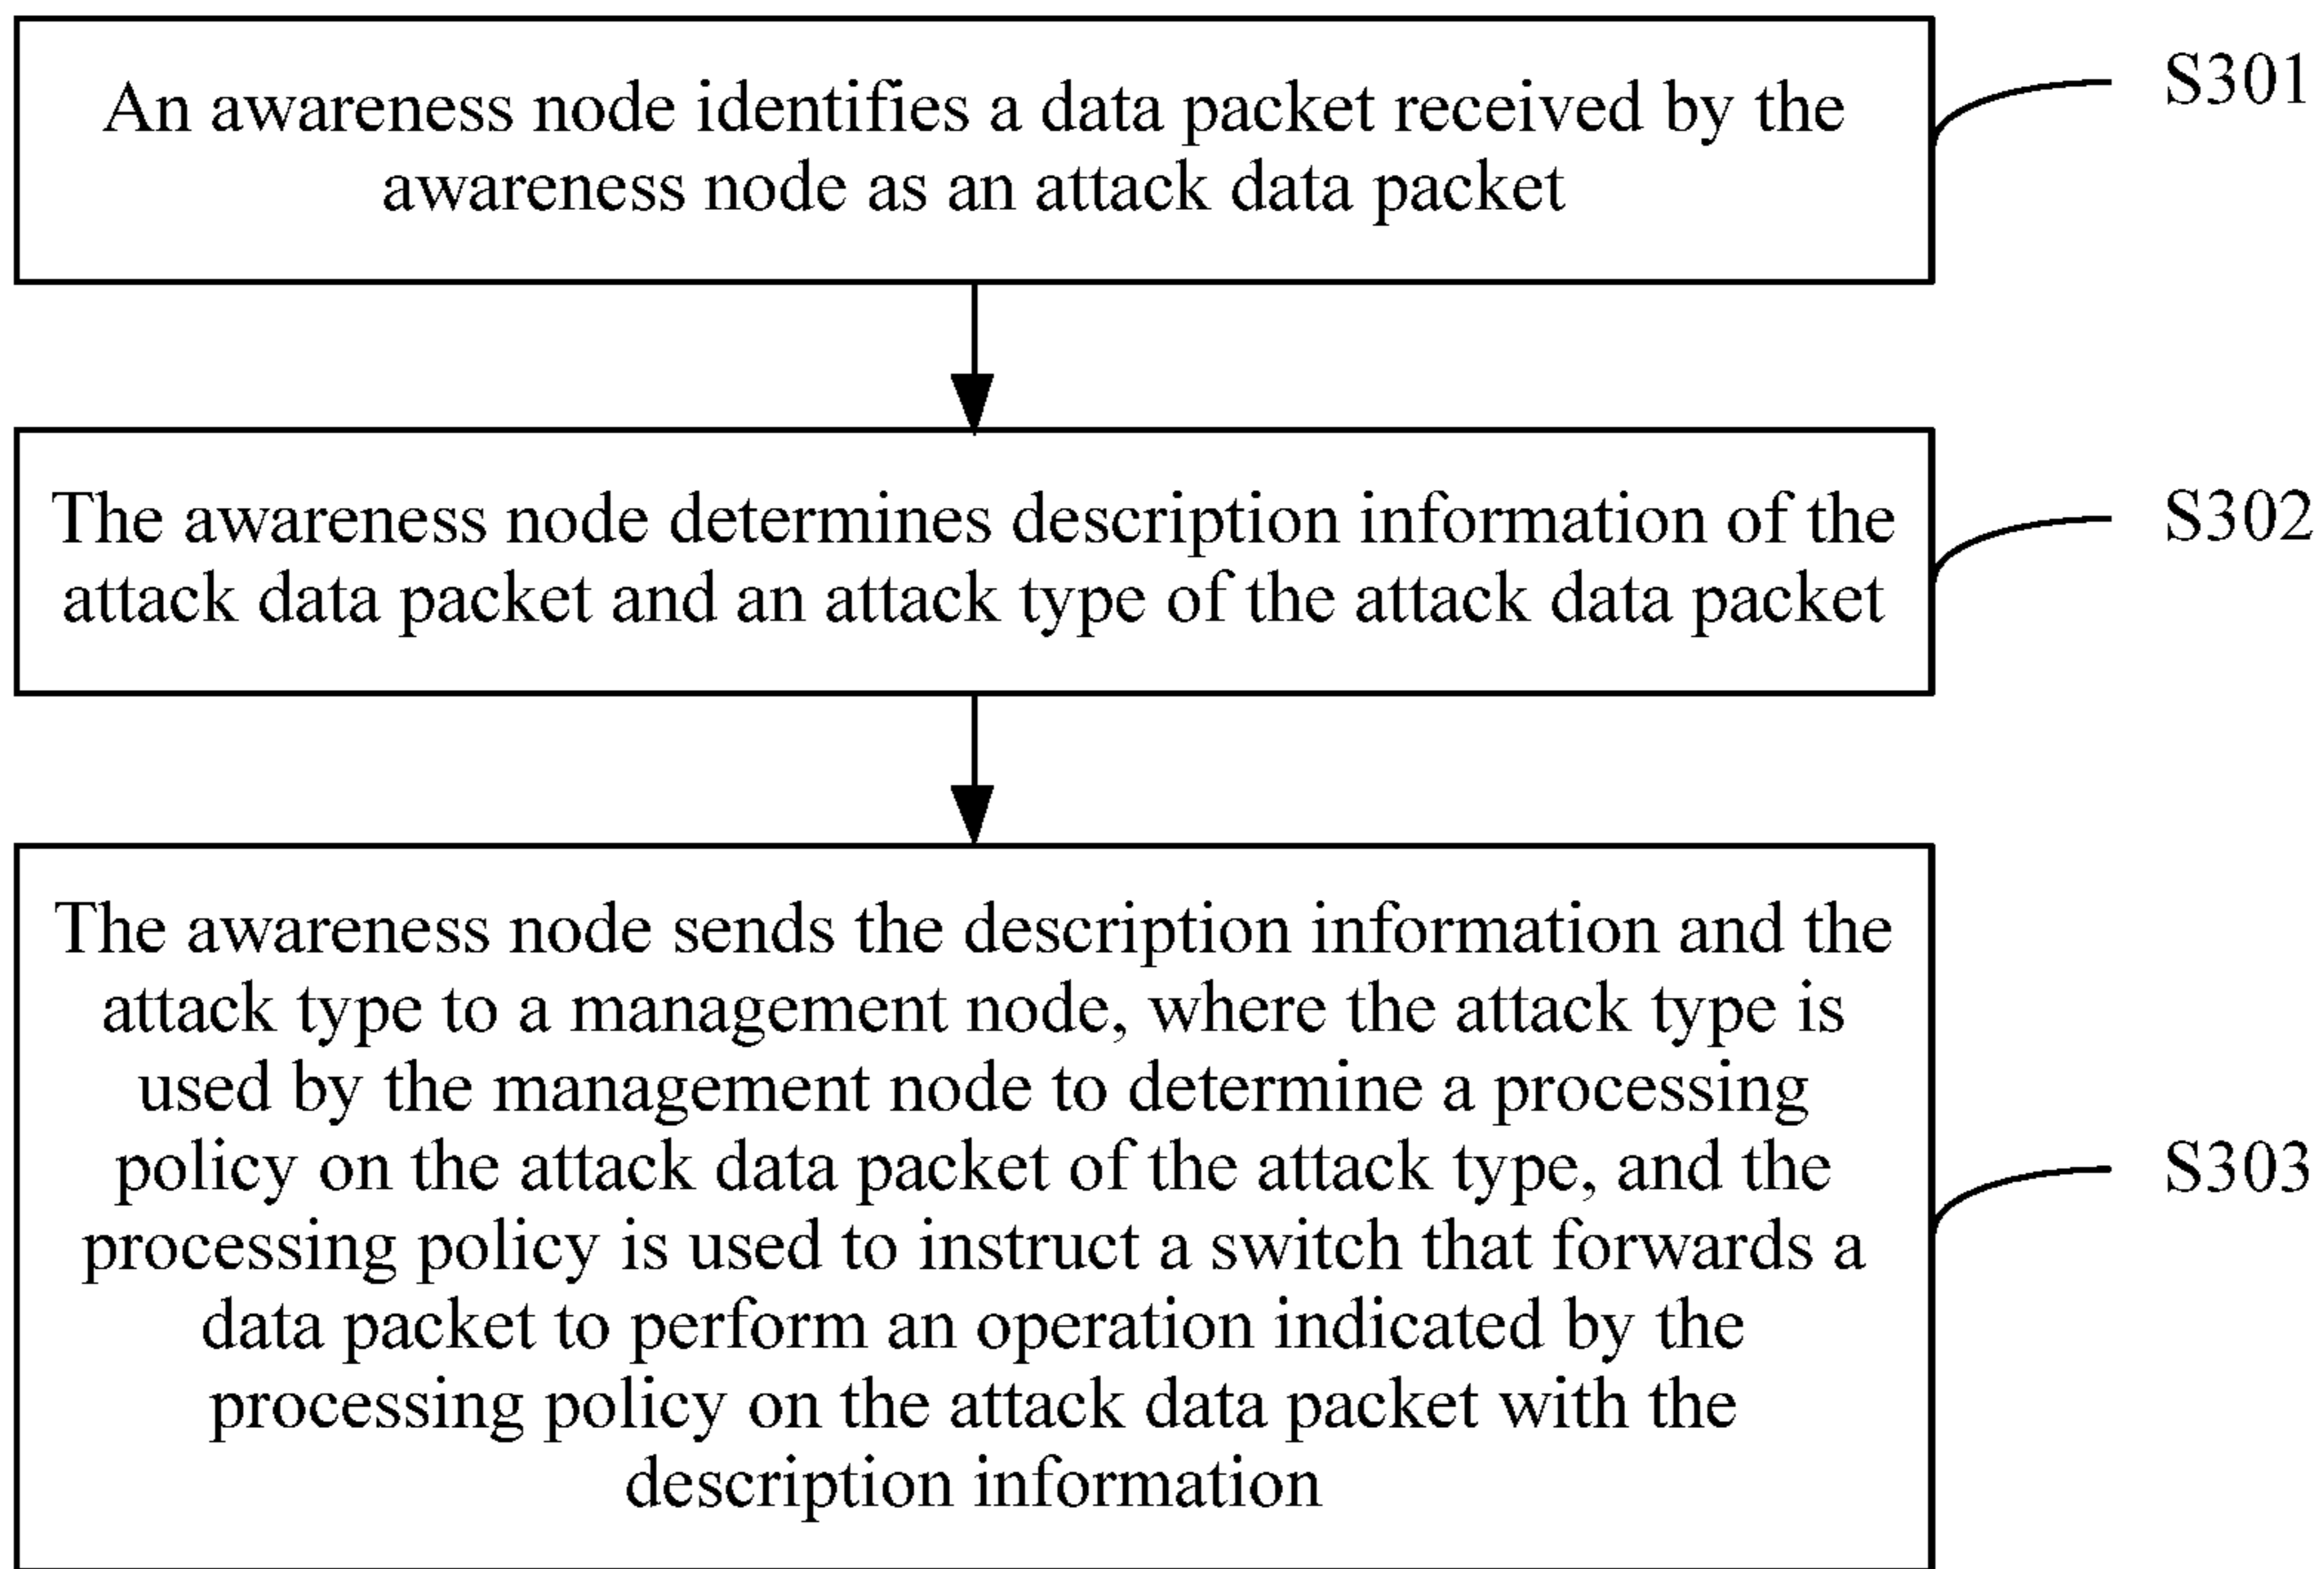 An awareness node identifies a data packet received by the
awareness node as an attack data packet
S301
The awareness node determines description information of the
attack data packet and an attack type of the attack data packet
S302
The awareness node sends the description information and the
attack type to a management node, where the attack type is
used by the management node to determine a processing
policy on the attack data packet of the attack type, and the
processing policy is used to instruct a switch that forwards a
data packet to perform an operation indicated by the
processing policy on the attack data packet with the
description information
S303